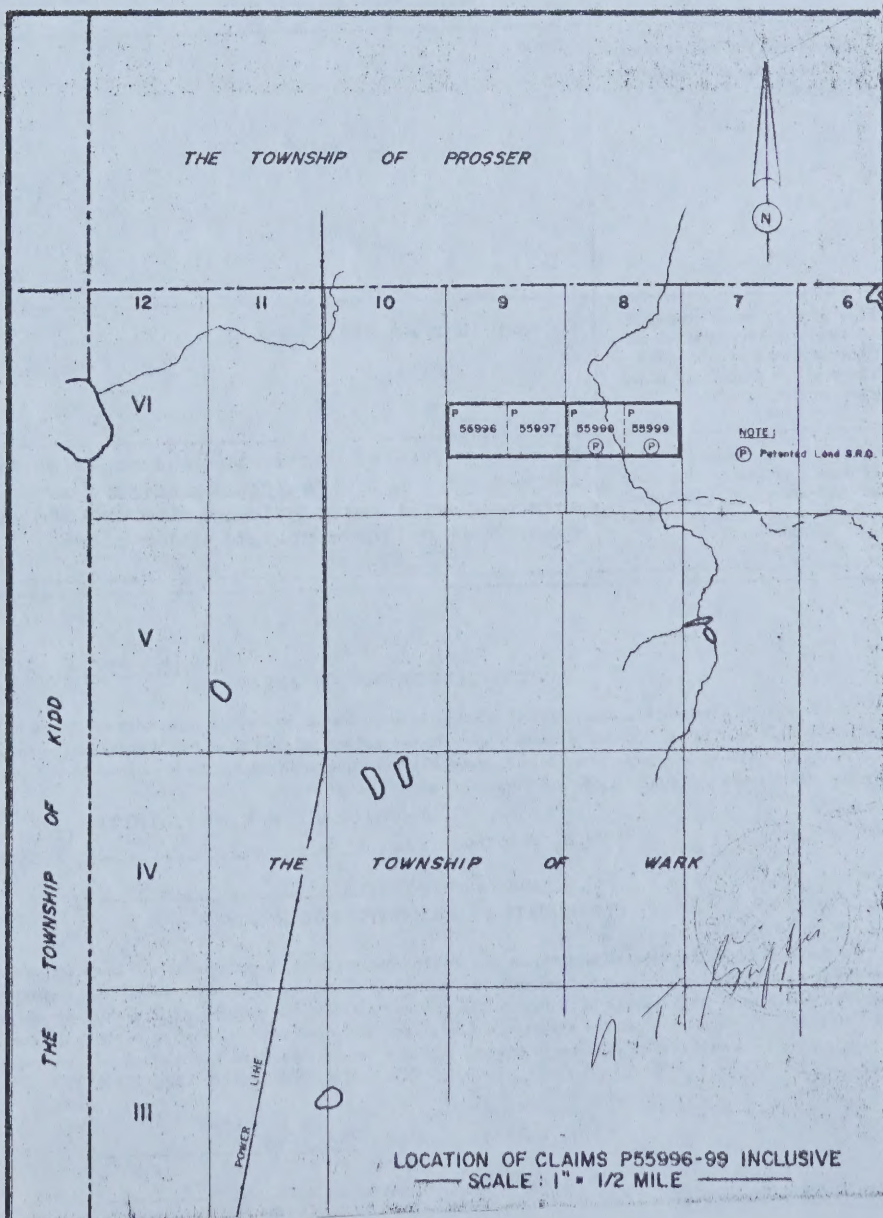 THE TOWNSHIP OF PROSSER
N
12 11 10 9 8 7 6
VI
P P P P
55996 55997 55998 55999
P P
NOTE:
P Patented Land S.R.O.
V
THE TOWNSHIP OF KIDD
IV
THE TOWNSHIP OF WARK
III
POWER LINE
LOCATION OF CLAIMS P55996-99 INCLUSIVE
SCALE: 1" = 1/2 MILE